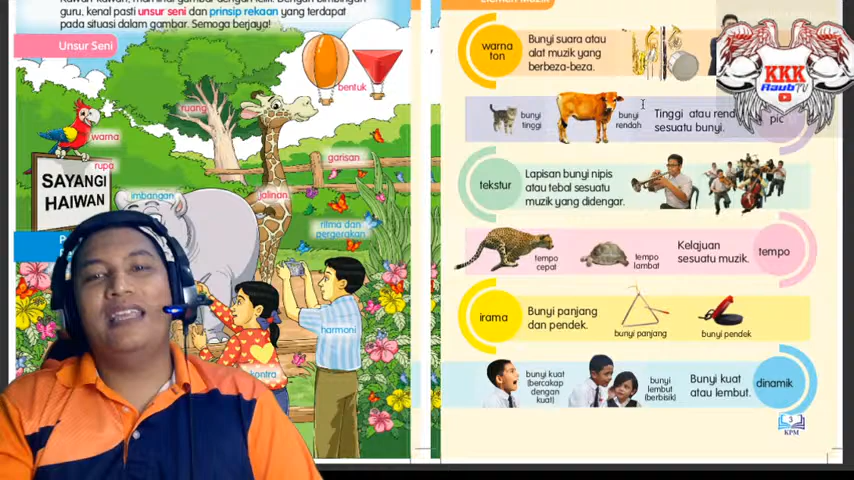 guru, kenal pasti unsur seni dan prinsip rekaan yang terdapat
pada situasi dalam gambar. Semoga berjaya!
Unsur Seni
bentuk
ruang
warna
garisan
rupa
SAYANGI
HAIWAN
imbangan
jalinan
ritma dan
pergerakan
harmoni
kontra
warna
ton
Bunyi suara atau
alat muzik yang
berbeza-beza.
KKK
RaubTV
bunyi
tinggi
bunyi
rendah
Tinggi atau
sesuatu bunyi.
tekstur
Lapisan bunyi nipis
atau tebal sesuatu
muzik yang didengar.
tempo
cepat
tempo
lambat
Kelajuan
sesuatu muzik.
tempo
irama
Bunyi panjang
dan pendek.
bunyi panjang
bunyi pendek
bunyi kuat
(bercakap
dengan
kuat)
bunyi
lembut
(berbisik)
Bunyi kuat
atau lembut.
dinamik
3
KPM